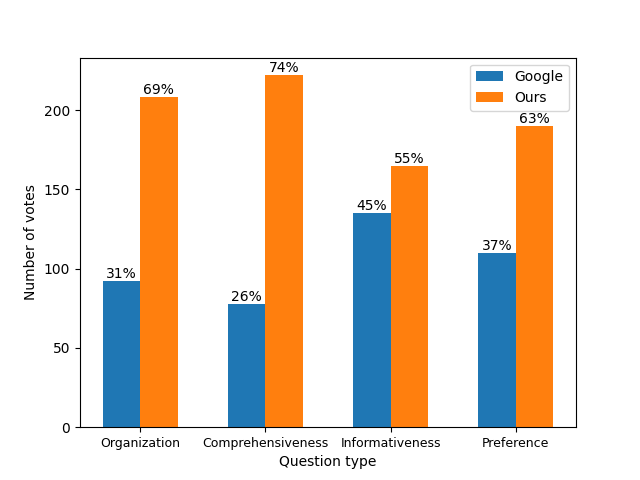 Google
Ours
69%
74%
31%
26%
45%
55%
37%
63%
200
150
100
50
0
Number of votes
Organization Comprehensiveness Informativeness Preference
Question type